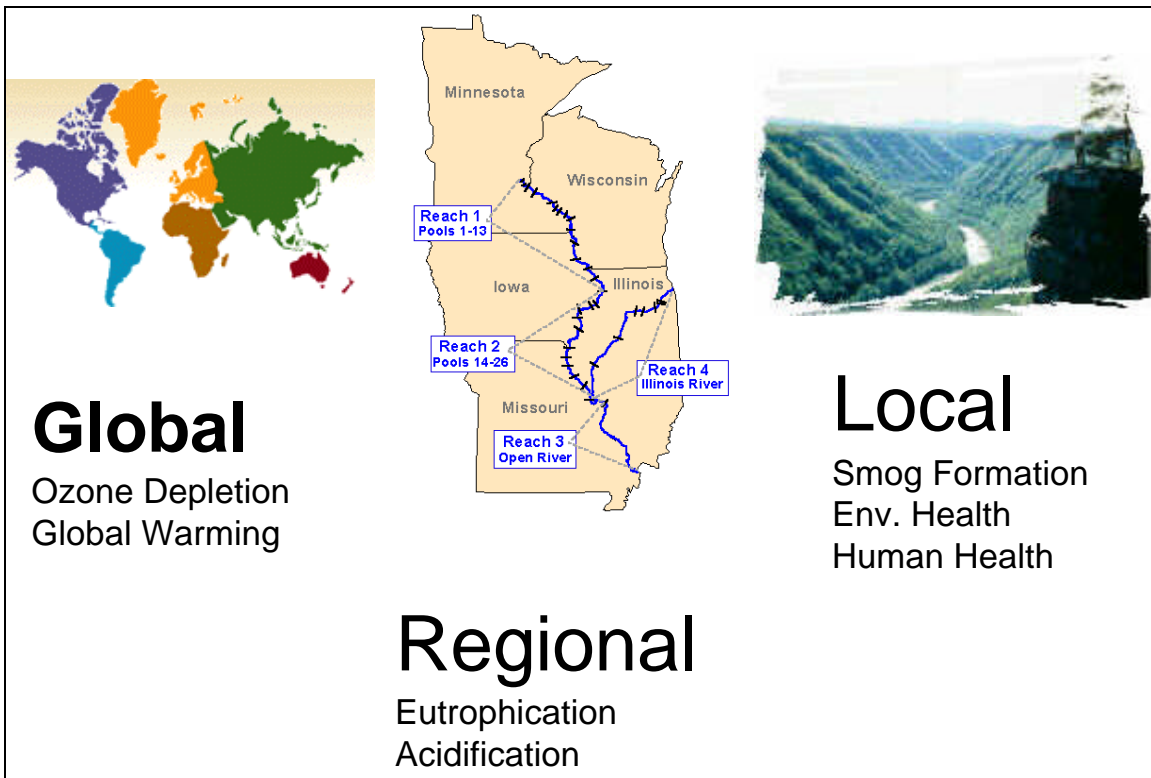 Minnesota
Wisconsin
Reach 1
Pools 1-13
Iowa
Illinois
Reach 2
Pools 14-26
Reach 4
Illinois River
Missouri
Reach 3
Open River
Global
Ozone Depletion
Global Warming
Local
Smog Formation
Env. Health
Human Health
Regional
Eutrophication
Acidification